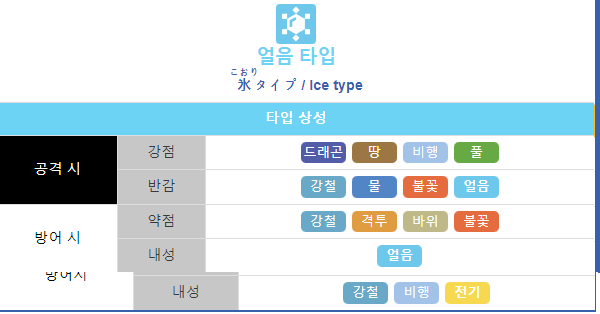 얼음 타입
こおり
氷タイプ / Ice type
타입 상성
공격 시
강점
드래곤 땅 비행 풀
반감
강철 물 불꽃 얼음
방어 시
약점
강철 격투 바위 불꽃
내성
얼음
방어시
내성
강철 비행 전기